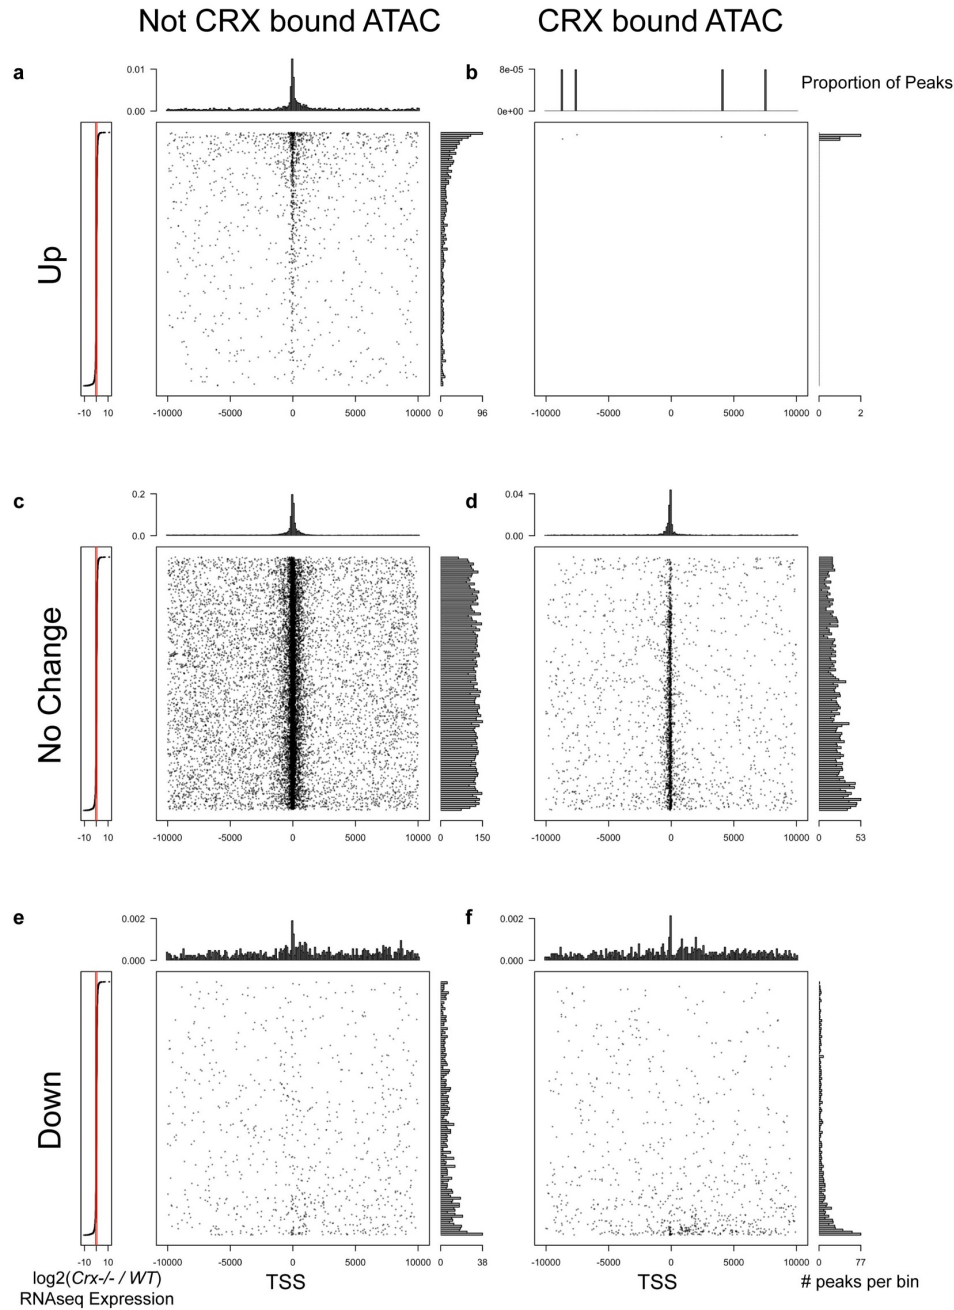 Not CRX bound ATAC CRX bound ATAC
a 0.01 0.00 b 8e-05 0e+00 Proportion of Peaks
Up
-10 10 -10000 -5000 0 5000 10000 0 96 -10000 -5000 0 5000 10000 0 2
c 0.2 0.0 d 0.04 0.00
No Change
-10 10 -10000 -5000 0 5000 10000 0 150 -10000 -5000 0 5000 10000 0 53
e 0.002 0.000 f 0.002 0.000
Down
-10 10 -10000 -5000 0 5000 10000 0 38 -10000 -5000 0 5000 10000 0 77
log2(Crx-/- / WT) TSS TSS # peaks per bin
RNAseq Expression